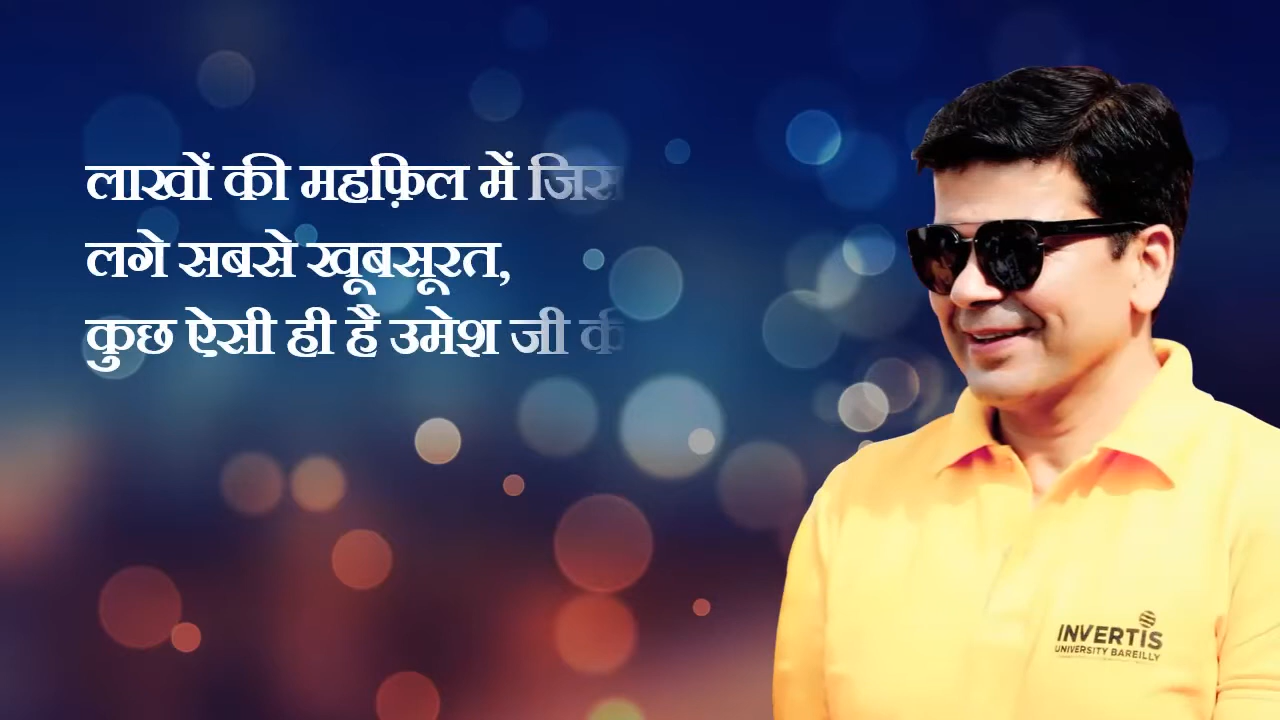 लाखों की महफ़िल में
लगे सबसे खूबसूरत,
कुछ ऐसी ही है उमेश जी
INVERTIS
UNIVERSITY BAREILLY